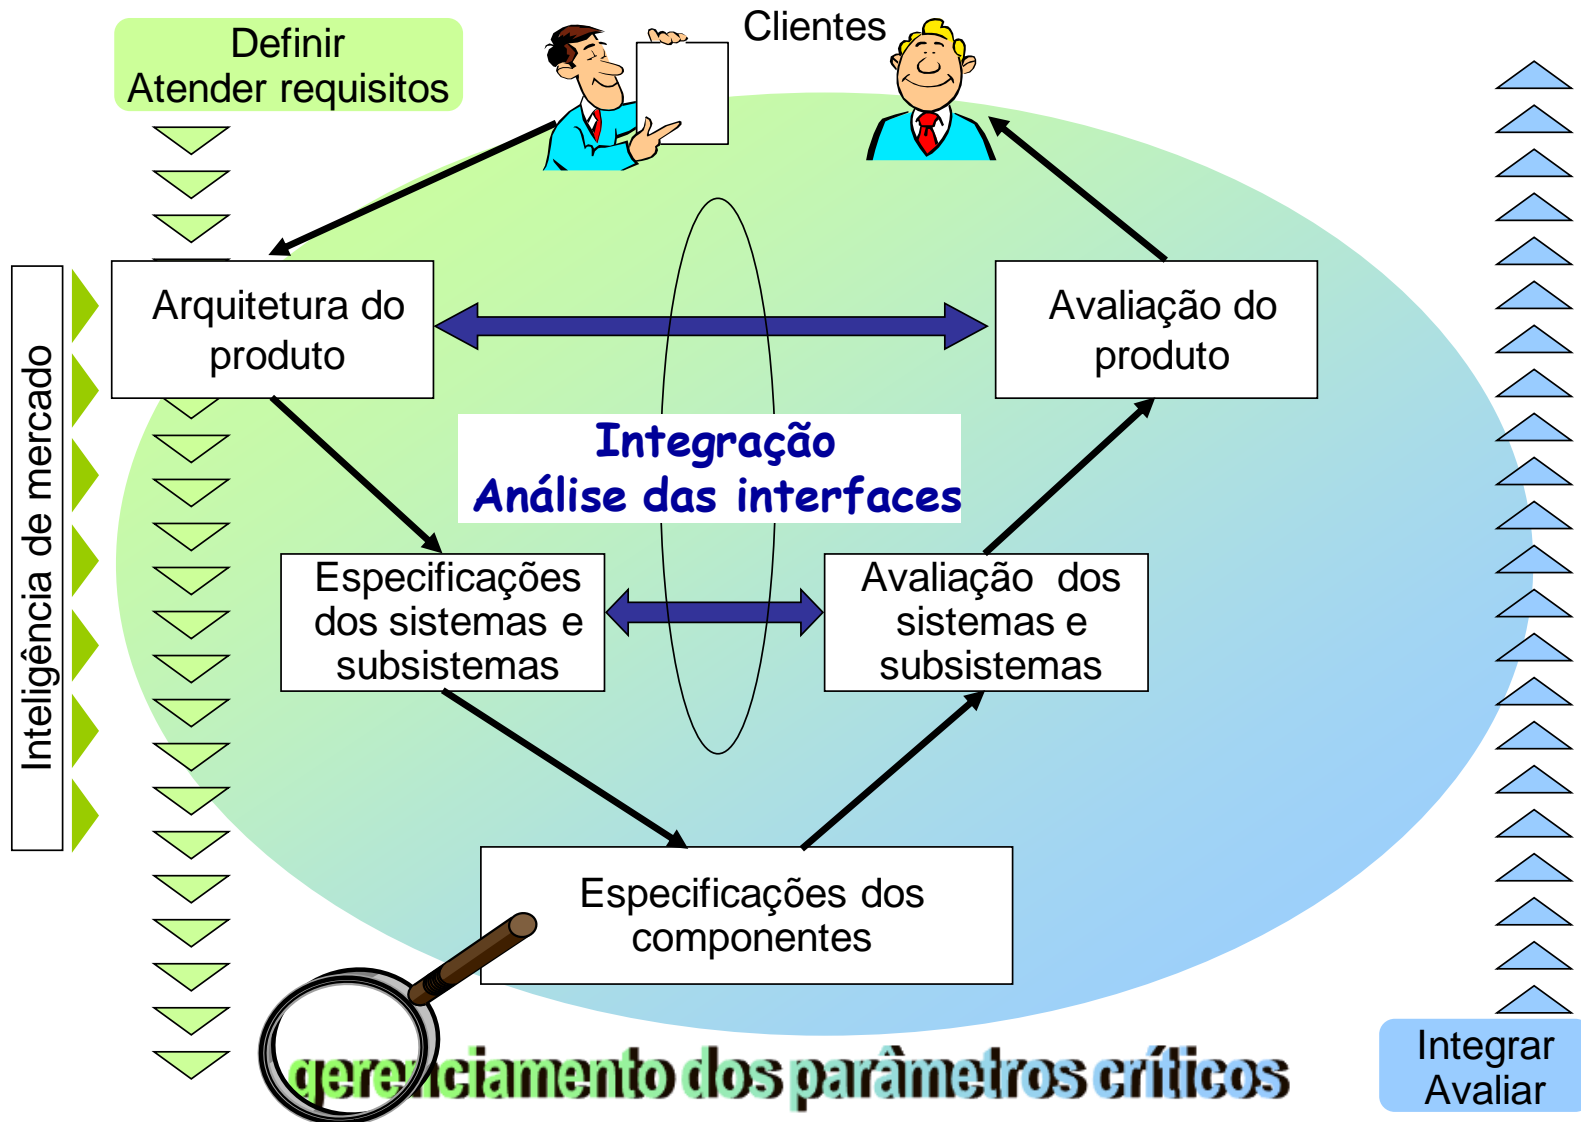 Clientes
Definir
Atender requisitos
Inteligência de mercado
Arquitetura do
produto
Avaliação do
produto
Integração
Análise das interfaces
Especificações
dos sistemas e
subsistemas
Avaliação dos
sistemas e
subsistemas
Especificações dos
componentes
gerenciamento dos parâmetros críticos
Integrar
Avaliar